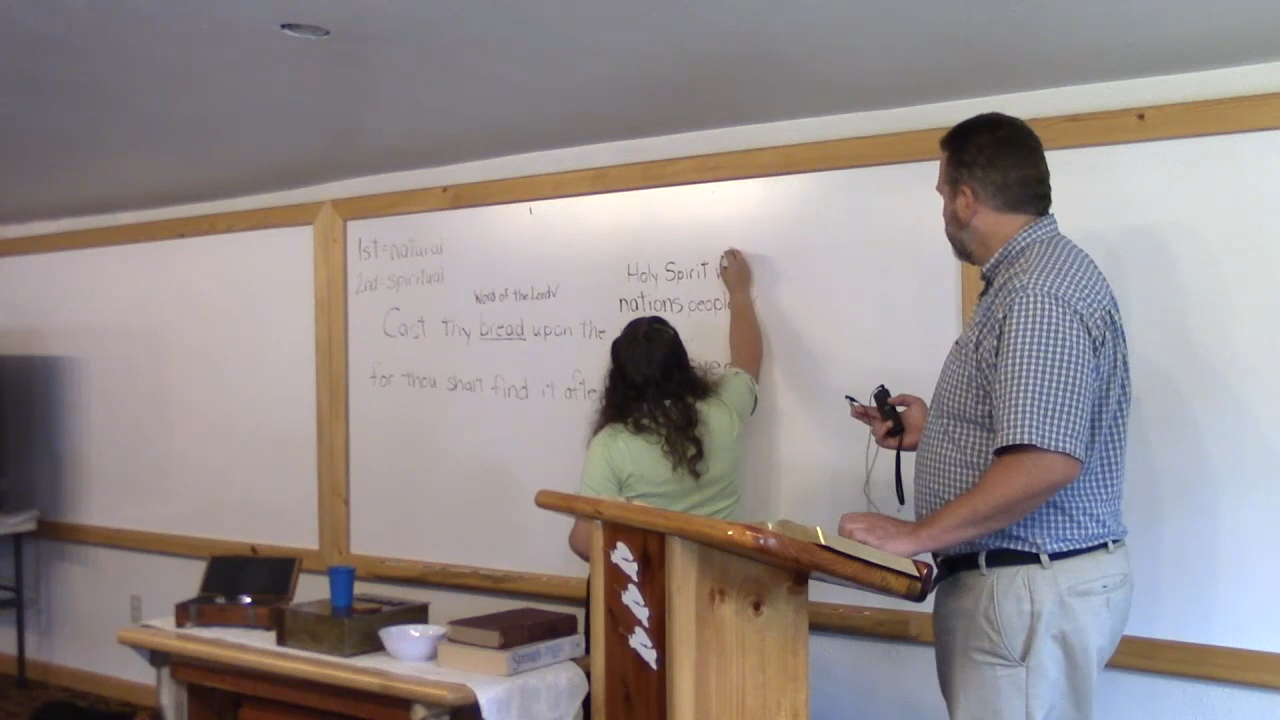 1st=natural
2nd=spiritual
Word of the Lord
Holy Spirit
nations people
Cast thy bread upon the
for thou shalt find it
Strong's